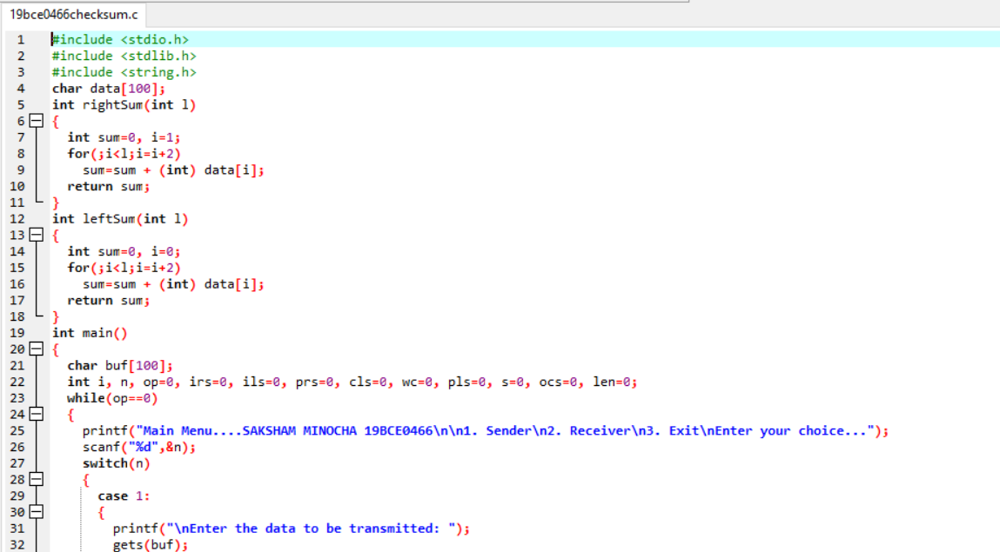 19bce0466checksum.c
1 #include <stdio.h>
2 #include <stdlib.h>
3 #include <string.h>
4 char data[100];
5 int rightSum(int l)
6 {
7 int sum=0, i=1;
8 for(;i<l;i=i+2)
9 sum=sum + (int) data[i];
10 return sum;
11 }
12 int leftSum(int l)
13 {
14 int sum=0, i=0;
15 for(;i<l;i=i+2)
16 sum=sum + (int) data[i];
17 return sum;
18 }
19 int main()
20 {
21 char buf[100];
22 int i, n, op=0, irs=0, ils=0, prs=0, cls=0, wc=0, pls=0, s=0, ocs=0, len=0;
23 while(op==0)
24 {
25 printf("Main Menu....SAKSHAM MINOCHA 19BCE0466\n\n1. Sender\n2. Receiver\n3. Exit\nEnter your choice...");
26 scanf("%d",&n);
27 switch(n)
28 {
29 case 1:
30 {
31 printf("\nEnter the data to be transmitted: ");
32 gets(buf);